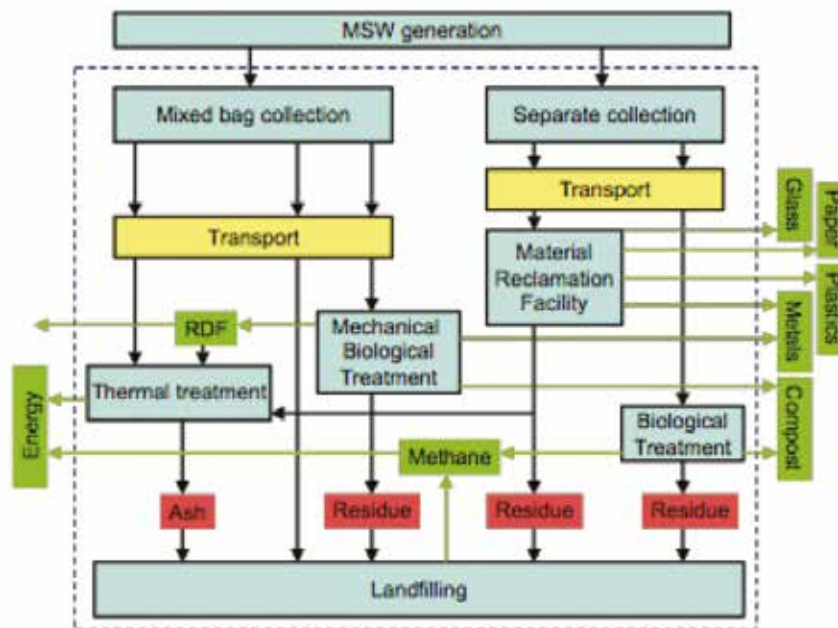 MSW generation
Mixed bag collection
Separate collection
Transport
Glass
Paper
Transport
Material
Reclamation
Facility
Plastics
Metals
RDF
Mechanical
Biological
Treatment
Thermal treatment
Energy
Compost
Biological
Treatment
Methane
Ash
Residue
Residue
Residue
Landfilling